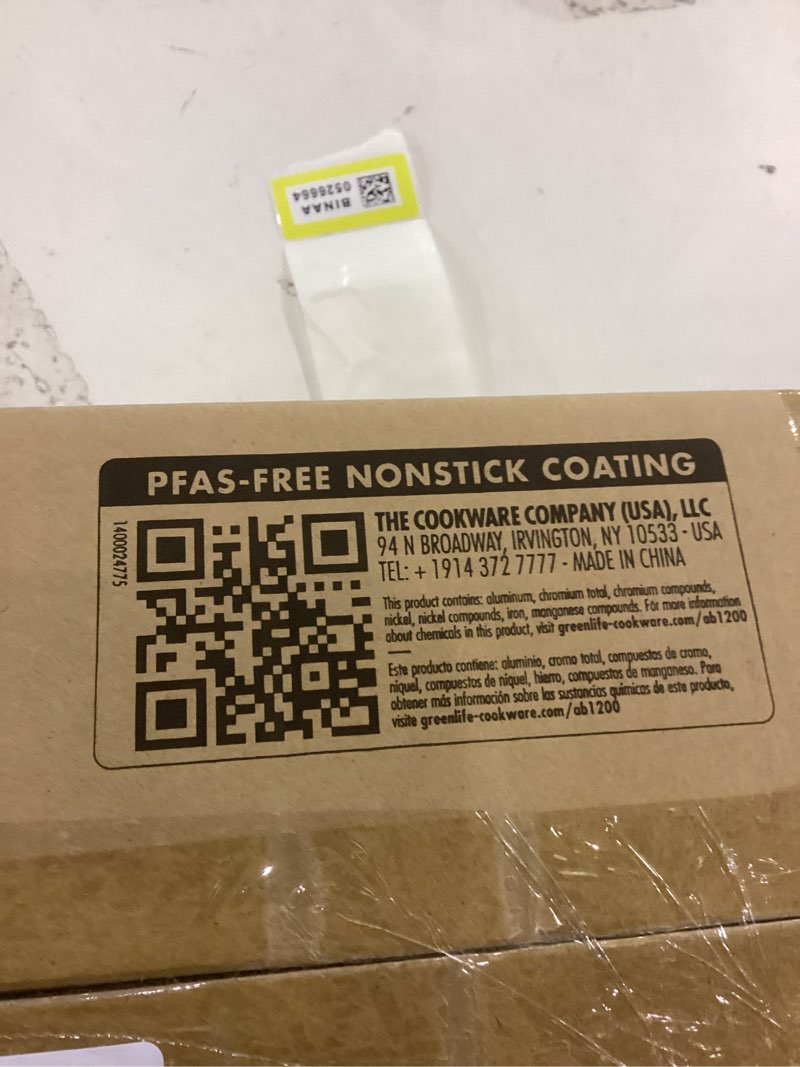 BINAA
0526664
PFAS-FREE NONSTICK COATING
1400024775
THE COOKWARE COMPANY (USA), LLC
94 N BROADWAY, IRVINGTON, NY 10533 - USA
TEL: + 1914 372 7777 - MADE IN CHINA
This product contains: aluminum, chromium total, chromium compounds,
nickel, nickel compounds, iron, manganese compounds. For more information
about chemicals in this product, visit greenlife-cookware.com/ab1200
Este producto contiene: aluminio, cromo total, compuestos de cromo,
níquel, compuestos de níquel, hierro, compuestos de manganeso. Para
obtener más información sobre las sustancias químicas de este producto,
visite greenlife-cookware.com/ab1200